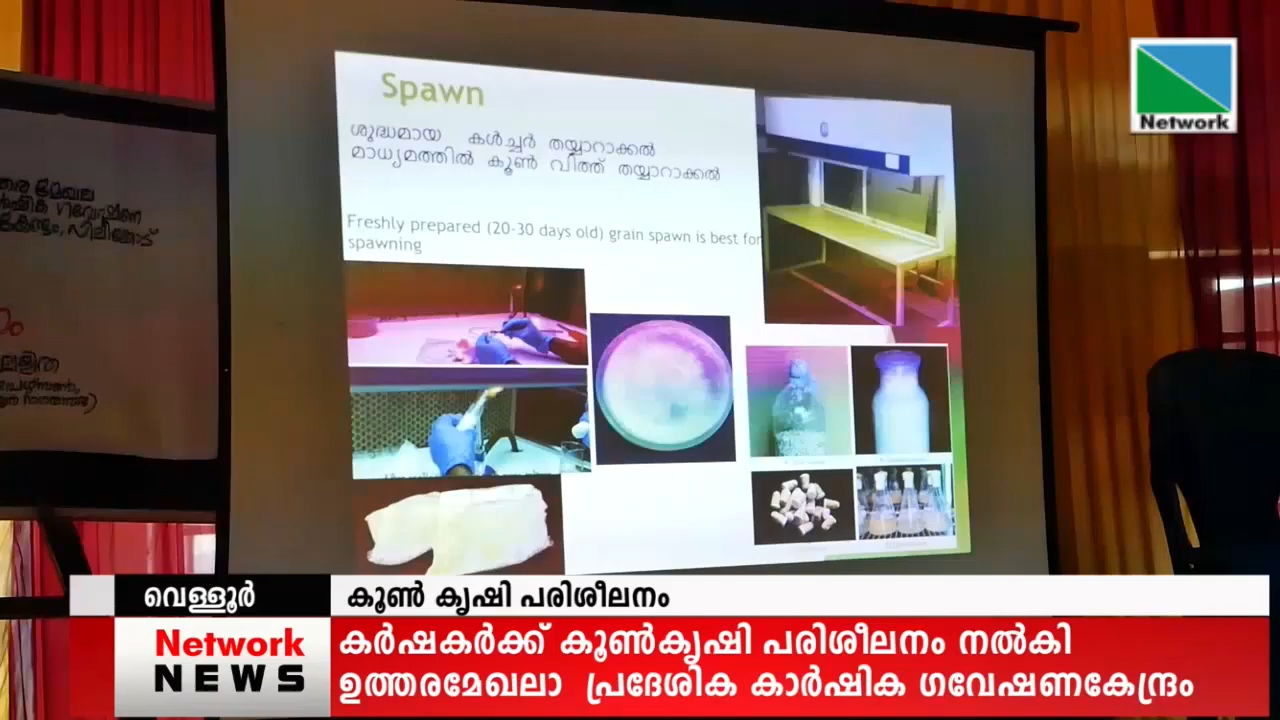 Network
Spawn
ശുദ്ധമായ കൾച്ചർ തയ്യാറാക്കൽ
മാധ്യമത്തിൽ കൂൺ വിത്ത് തയ്യാറാക്കൽ
Freshly prepared (20-30 days old) grain spawn is best for
spawning
വെള്ളൂർ
കൂൺ കൃഷി പരിശീലനം
Network
NEWS
കർഷകർക്ക് കൂൺകൃഷി പരിശീലനം നൽകി
ഉത്തരമേഖലാ പ്രദേശിക കാർഷിക ഗവേഷണകേന്ദ്രം